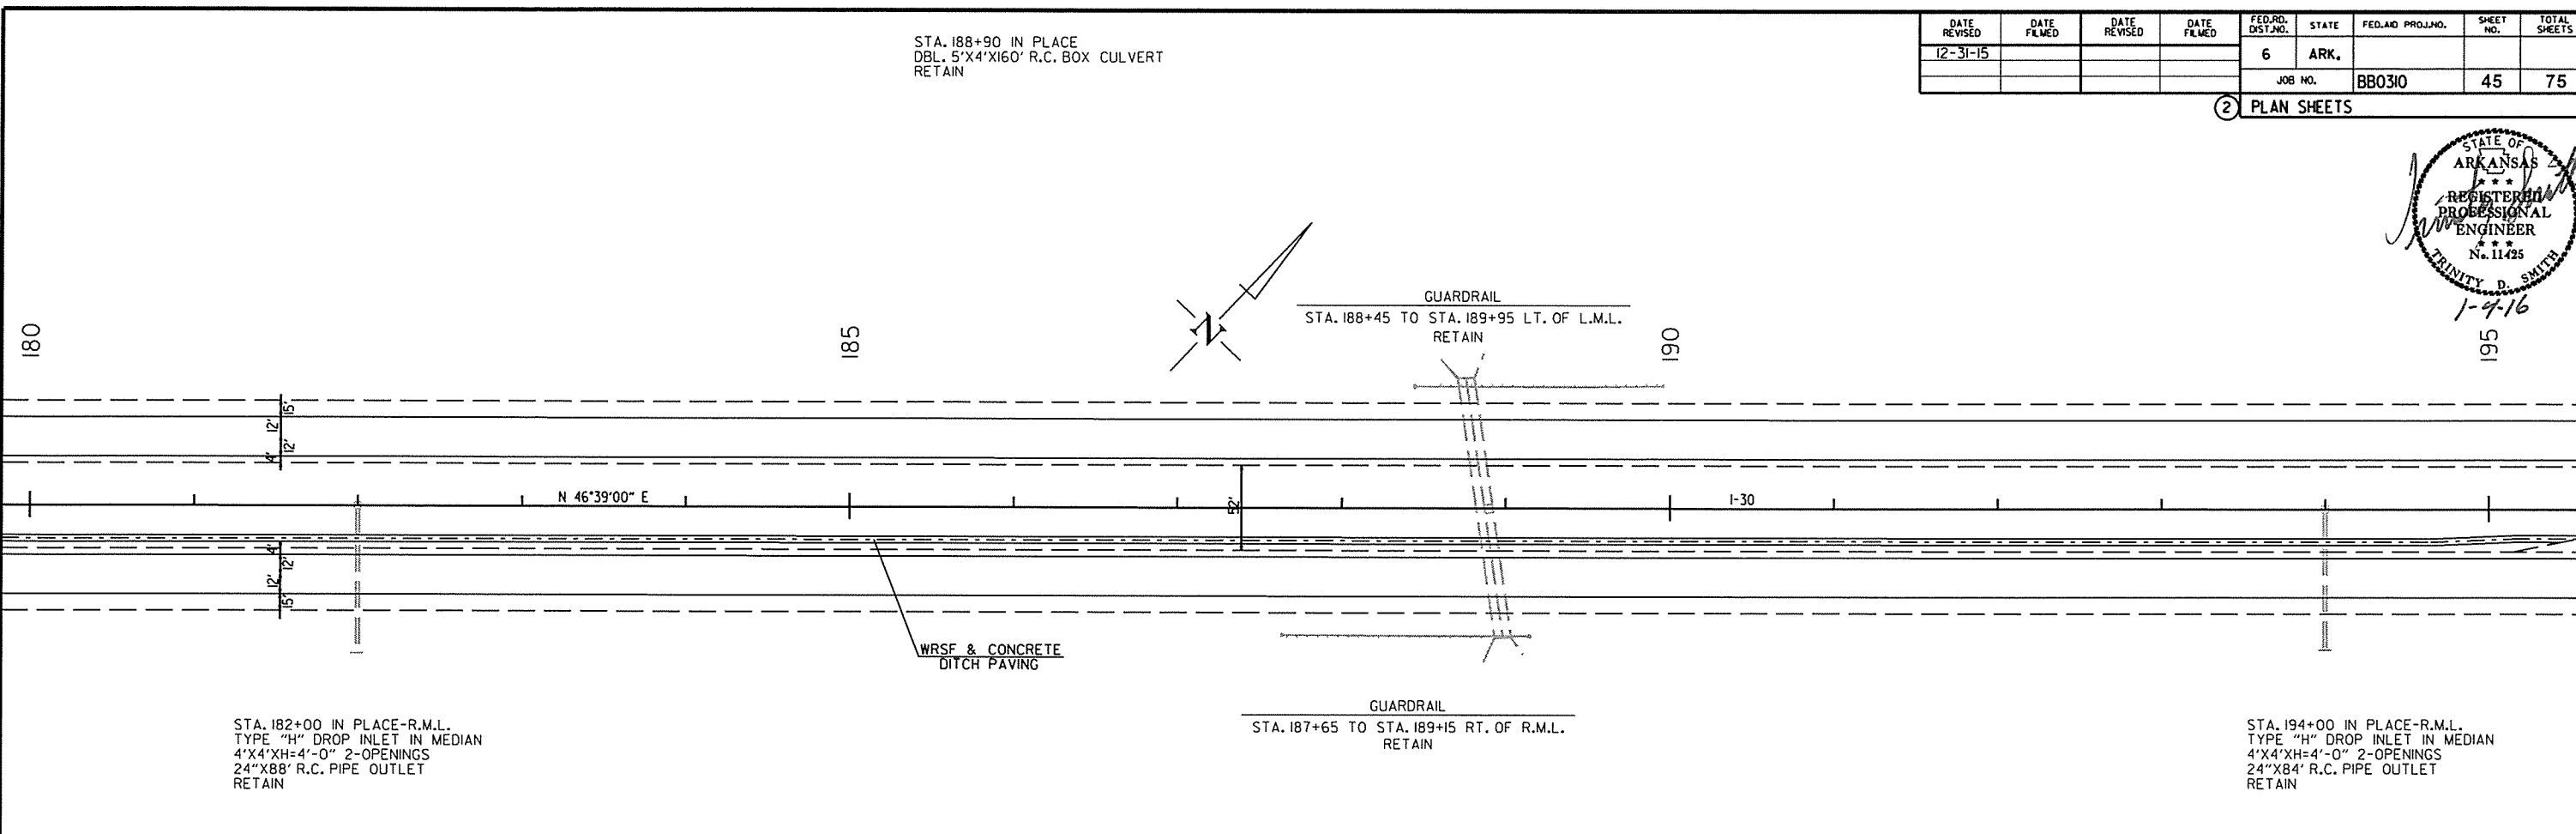 STA. 188+90 IN PLACE
DBL. 5'X4'X160' R.C. BOX CULVERT
RETAIN
DATE REVISED
DATE FILMED
DATE REVISED
DATE FILMED
FED.RD. DIST.NO.
STATE
FED.AID PROJ.NO.
SHEET NO.
TOTAL SHEETS
12-31-15
6
ARK.
JOB NO.
BB0310
45
75
2 PLAN SHEETS
STATE OF
ARKANSAS
★ ★ ★
REGISTERED
PROFESSIONAL
ENGINEER
★ ★ ★
No. 11425
TRINITY D. SMITH
1-4-16
N
GUARDRAIL
STA. 188+45 TO STA. 189+95 LT. OF L.M.L.
RETAIN
180
185
190
195
15'
12'
12'
4'
N 46°39'00" E
52'
I-30
4'
12'
12'
15'
WRSF & CONCRETE
DITCH PAVING
GUARDRAIL
STA. 187+65 TO STA. 189+15 RT. OF R.M.L.
RETAIN
STA. 182+00 IN PLACE-R.M.L.
TYPE "H" DROP INLET IN MEDIAN
4'X4'XH=4'-0" 2-OPENINGS
24"X88' R.C. PIPE OUTLET
RETAIN
STA. 194+00 IN PLACE-R.M.L.
TYPE "H" DROP INLET IN MEDIAN
4'X4'XH=4'-0" 2-OPENINGS
24"X84' R.C. PIPE OUTLET
RETAIN